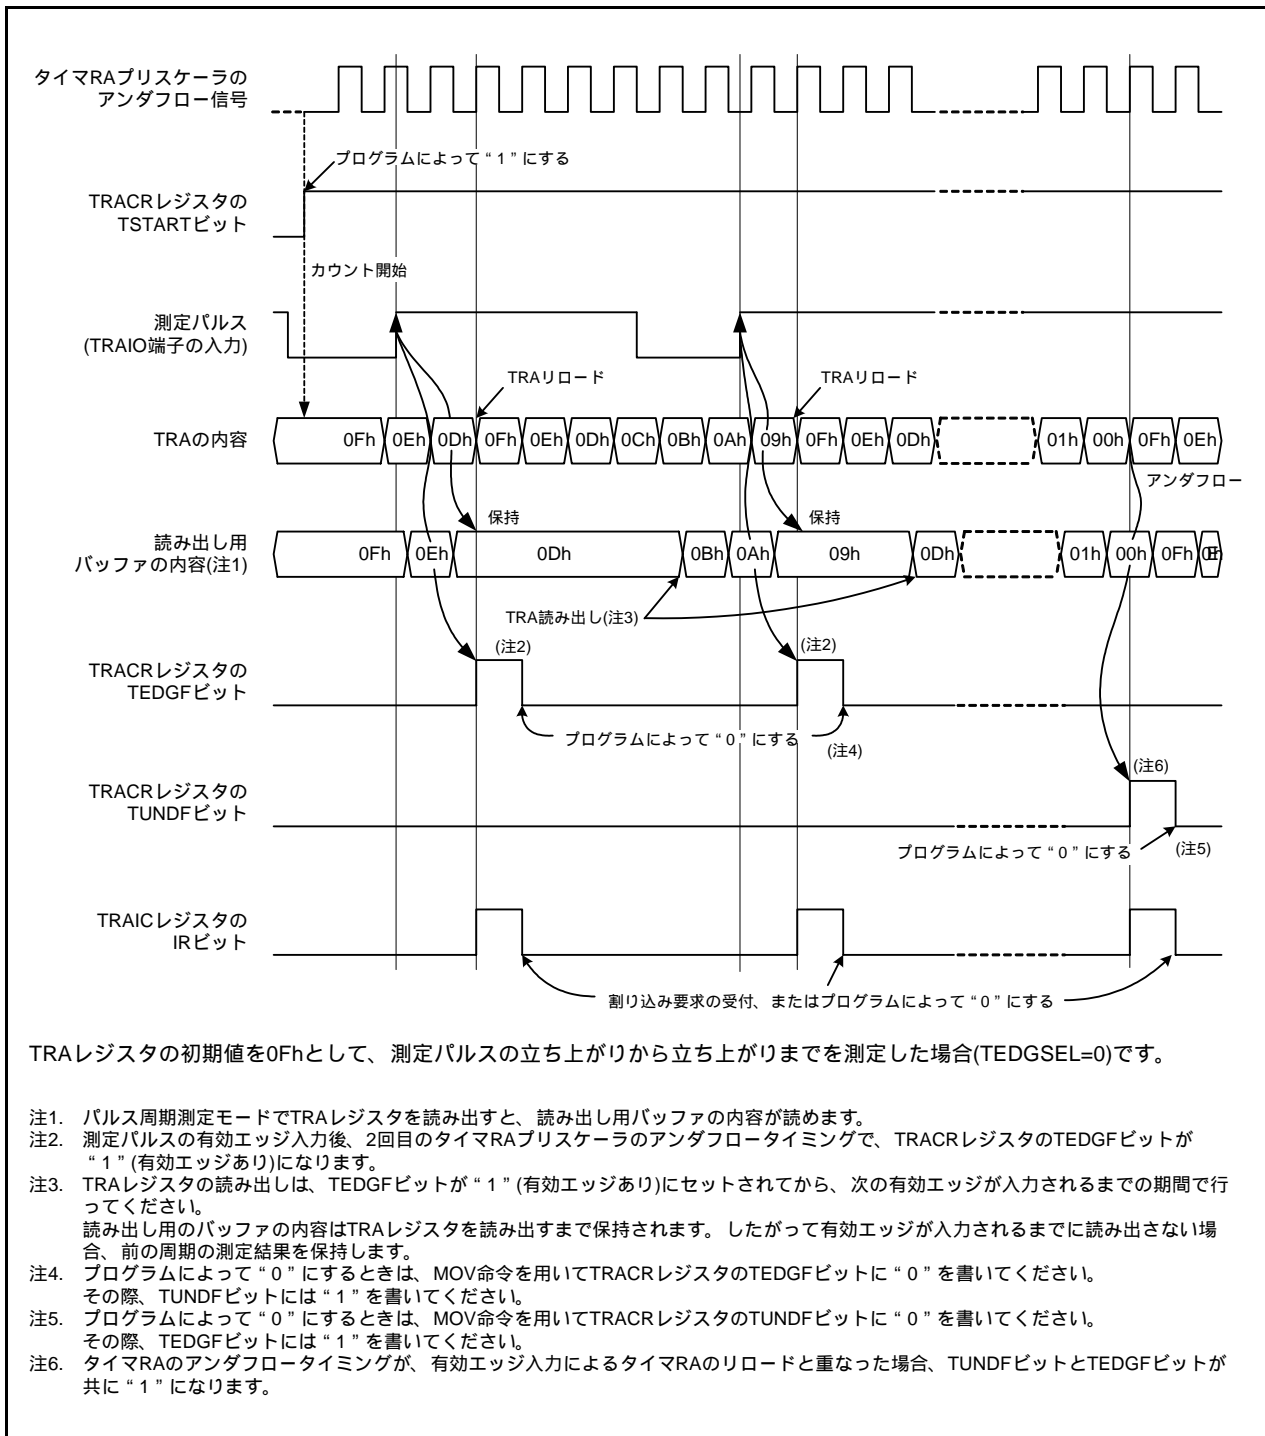 タイマRAプリスケーラの
アンダフロー信号
プログラムによって “ 1 ” にする
TRACRレジスタの
TSTARTビット
カウント開始
測定パルス
(TRAIO端子の入力)
TRAリロード
TRAリロード
TRAの内容
0Fh 0Eh 0Dh 0Fh 0Eh 0Dh 0Ch 0Bh 0Ah 09h 0Fh 0Eh 0Dh 01h 00h 0Fh 0Eh
アンダフロー
保持
保持
読み出し用
バッファの内容(注1)
0Fh 0Eh 0Dh 0Bh 0Ah 09h 0Dh 01h 00h 0Fh 0Eh
TRA読み出し(注3)
(注2)
(注2)
TRACRレジスタの
TEDGFビット
プログラムによって “ 0 ” にする
(注4)
(注6)
TRACRレジスタの
TUNDFビット
プログラムによって “ 0 ” にする
(注5)
TRAICレジスタの
IRビット
割り込み要求の受付、またはプログラムによって “ 0 ” にする
TRAレジスタの初期値を0Fhとして、測定パルスの立ち上がりから立ち上がりまでを測定した場合(TEDGSEL=0)です。
注1. パルス周期測定モードでTRAレジスタを読み出すと、読み出し用バッファの内容が読めます。
注2. 測定パルスの有効エッジ入力後、2回目のタイマRAプリスケーラのアンダフロータイミングで、TRACRレジスタのTEDGFビットが
“ 1 ” (有効エッジあり)になります。
注3. TRAレジスタの読み出しは、TEDGFビットが “ 1 ” (有効エッジあり)にセットされてから、次の有効エッジが入力されるまでの期間で行
ってください。
読み出し用のバッファの内容はTRAレジスタを読み出すまで保持されます。したがって有効エッジが入力されるまでに読み出さない場
合、前の周期の測定結果を保持します。
注4. プログラムによって “ 0 ” にするときは、MOV命令を用いてTRACRレジスタのTEDGFビットに “ 0 ” を書いてください。
その際、TUNDFビットには “ 1 ” を書いてください。
注5. プログラムによって “ 0 ” にするときは、MOV命令を用いてTRACRレジスタのTUNDFビットに “ 0 ” を書いてください。
その際、TEDGFビットには “ 1 ” を書いてください。
注6. タイマRAのアンダフロータイミングが、有効エッジ入力によるタイマRAのリロードと重なった場合、TUNDFビットとTEDGFビットが
共に “ 1 ” になります。